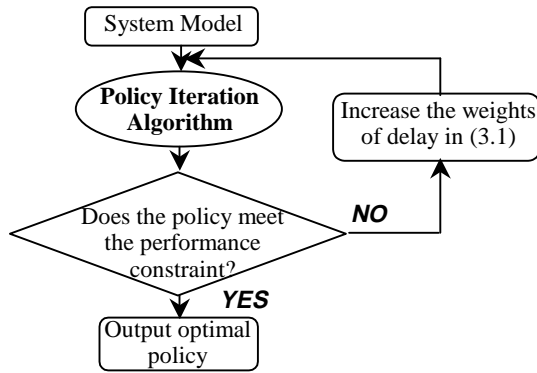 System Model
Policy Iteration
Algorithm
Increase the weights
of delay in (3.1)
Does the policy meet
the performance
constraint?
NO
YES
Output optimal
policy